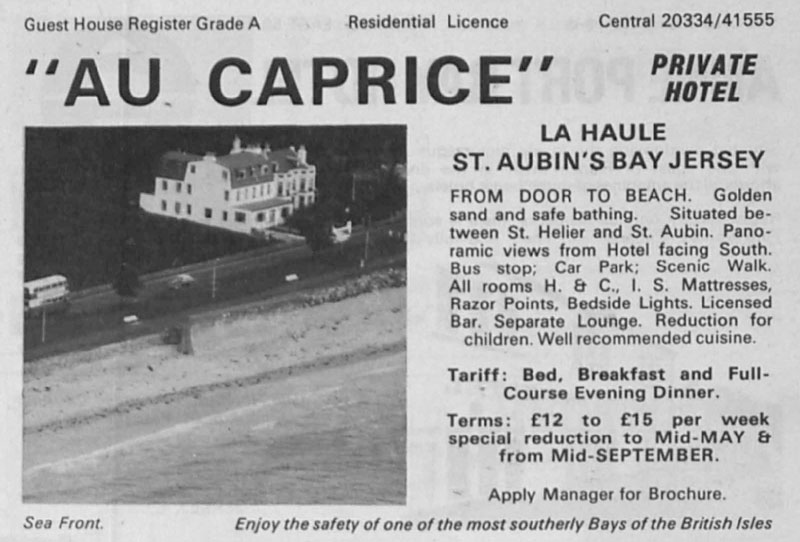 Guest House Register Grade A Residential Licence Central 20334/41555
"AU CAPRICE" PRIVATE HOTEL
LA HAULE
ST. AUBIN'S BAY JERSEY
FROM DOOR TO BEACH. Golden
sand and safe bathing. Situated be-
tween St. Helier and St. Aubin. Pano-
ramic views from Hotel facing South.
Bus stop; Car Park; Scenic Walk.
All rooms H. & C., I. S. Mattresses,
Razor Points, Bedside Lights. Licensed
Bar. Separate Lounge. Reduction for
children. Well recommended cuisine.
Tariff: Bed, Breakfast and Full-
Course Evening Dinner.
Terms: £12 to £15 per week
special reduction to Mid-MAY &
from Mid-SEPTEMBER.
Apply Manager for Brochure.
Sea Front. Enjoy the safety of one of the most southerly Bays of the British Isles